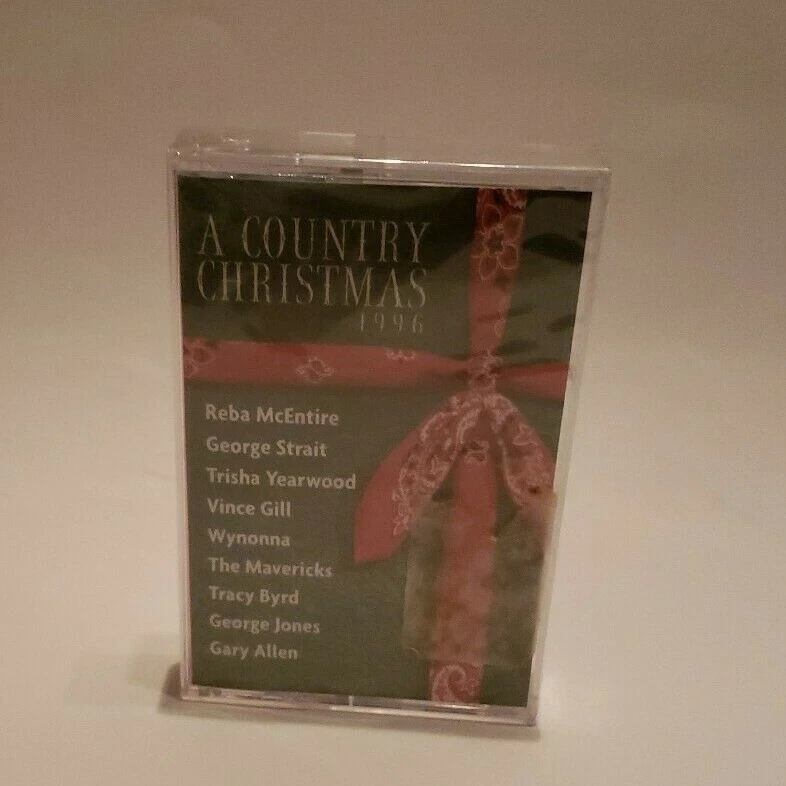 A COUNTRY
CHRISTMAS
1996
Reba McEntire
George Strait
Trisha Yearwood
Vince Gill
Wynonna
The Mavericks
Tracy Byrd
George Jones
Gary Allen